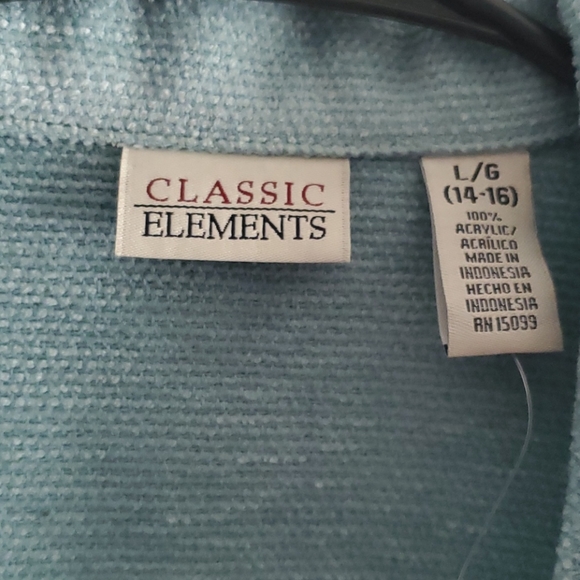 CLASSIC
ELEMENTS
L/G
(14-16)
100%
ACRYLIC/
ACRÍLICO
MADE IN
INDONESIA
HECHO EN
INDONESIA
RN 15099